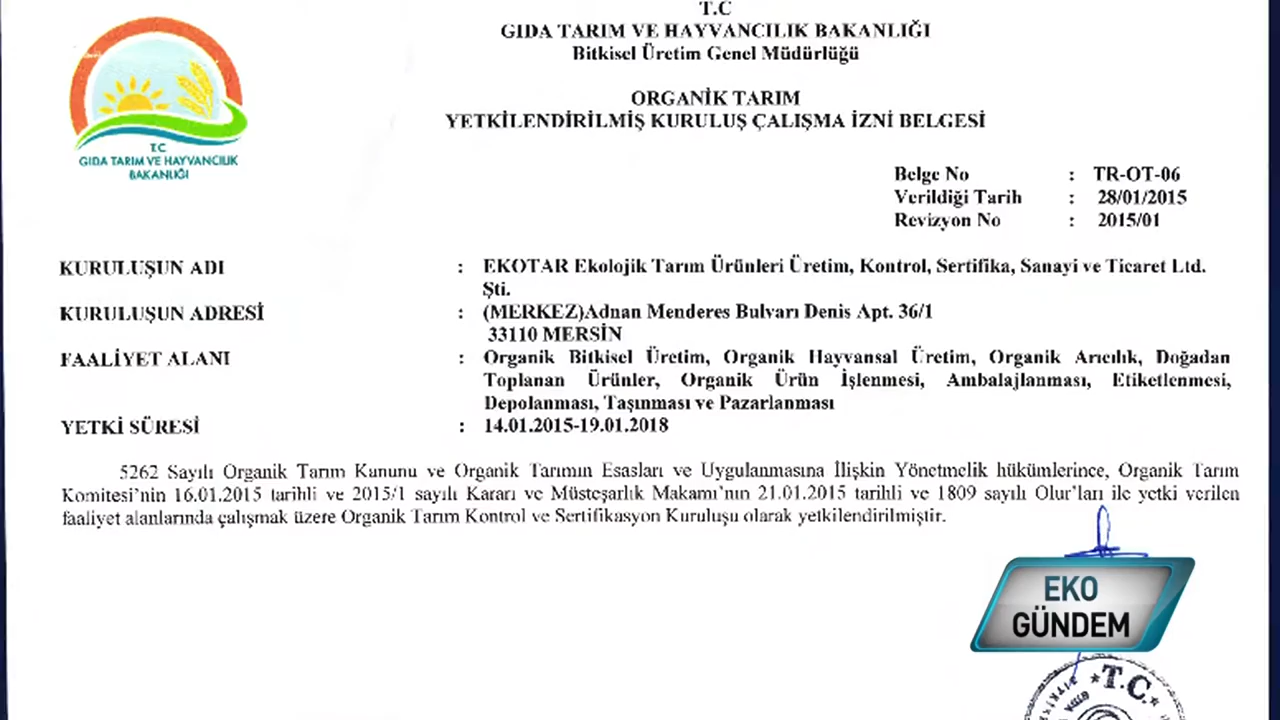 T.C
GIDA TARIM VE HAYVANCILIK BAKANLIĞI
Bitkisel Üretim Genel Müdürlüğü
ORGANİK TARIM
YETKİLENDİRİLMİŞ KURULUŞ ÇALIŞMA İZNİ BELGESİ
T.C
GIDA TARIM VE HAYVANCILIK
BAKANLIĞI
Belge No : TR-OT-06
Verildiği Tarih : 28/01/2015
Revizyon No : 2015/01
KURULUŞUN ADI : EKOTAR Ekolojik Tarım Ürünleri Üretim, Kontrol, Sertifika, Sanayi ve Ticaret Ltd.
Şti.
KURULUŞUN ADRESİ : (MERKEZ)Adnan Menderes Bulvarı Denis Apt. 36/1
33110 MERSİN
FAALİYET ALANI : Organik Bitkisel Üretim, Organik Hayvansal Üretim, Organik Arıcılık, Doğadan
Toplanan Ürünler, Organik Ürün İşlenmesi, Ambalajlanması, Etiketlenmesi,
Depolanması, Taşınması ve Pazarlanması
YETKİ SÜRESİ : 14.01.2015-19.01.2018
5262 Sayılı Organik Tarım Kanunu ve Organik Tarımın Esasları ve Uygulanmasına İlişkin Yönetmelik hükümlerince, Organik Tarım
Komitesi'nin 16.01.2015 tarihli ve 2015/1 sayılı Kararı ve Müsteşarlık Makamı'nın 21.01.2015 tarihli ve 1809 sayılı Olur'ları ile yetki verilen
faaliyet alanlarında çalışmak üzere Organik Tarım Kontrol ve Sertifikasyon Kuruluşu olarak yetkilendirilmiştir.
EKO
GÜNDEM
T.C.